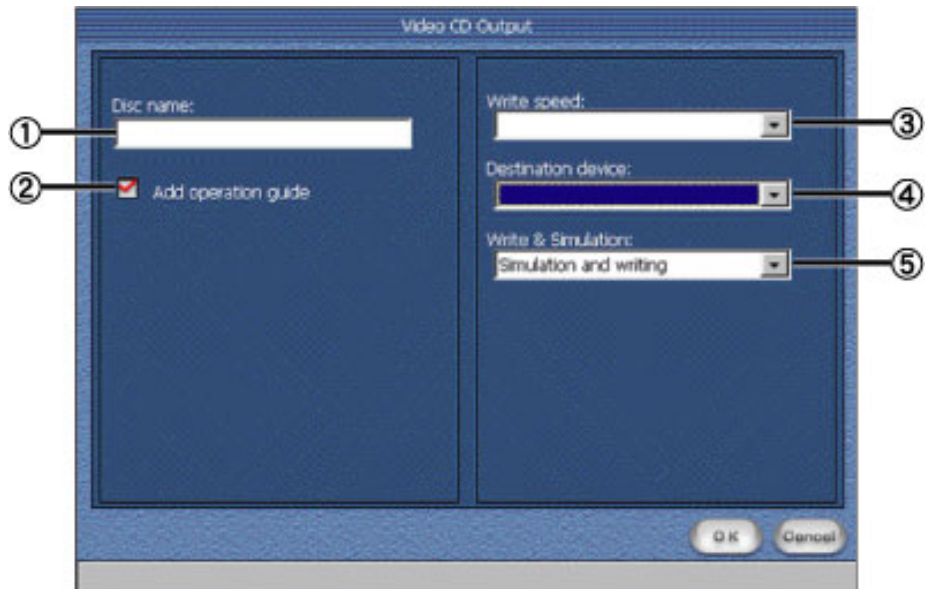 Video CD Output
Disc name:
①
② Add operation guide
Write speed:
③
Destination device:
④
Write & Simulation:
Simulation and writing ⑤
OK Cancel